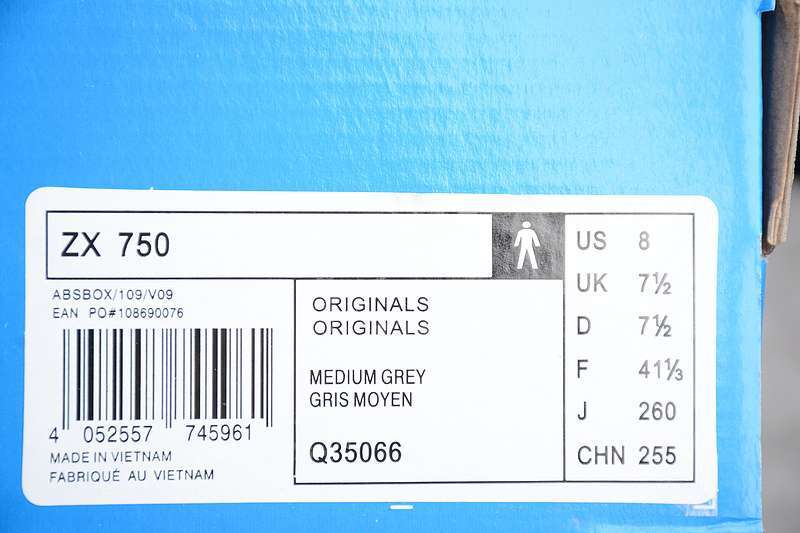 ZX 750
ABSBOX/109/V09
EAN PO#108690076
4 052557 745961
MADE IN VIETNAM
FABRIQUÉ AU VIETNAM
ORIGINALS
ORIGINALS
MEDIUM GREY
GRIS MOYEN
Q35066
US 8
UK 7½
D 7½
F 41⅓
J 260
CHN 255